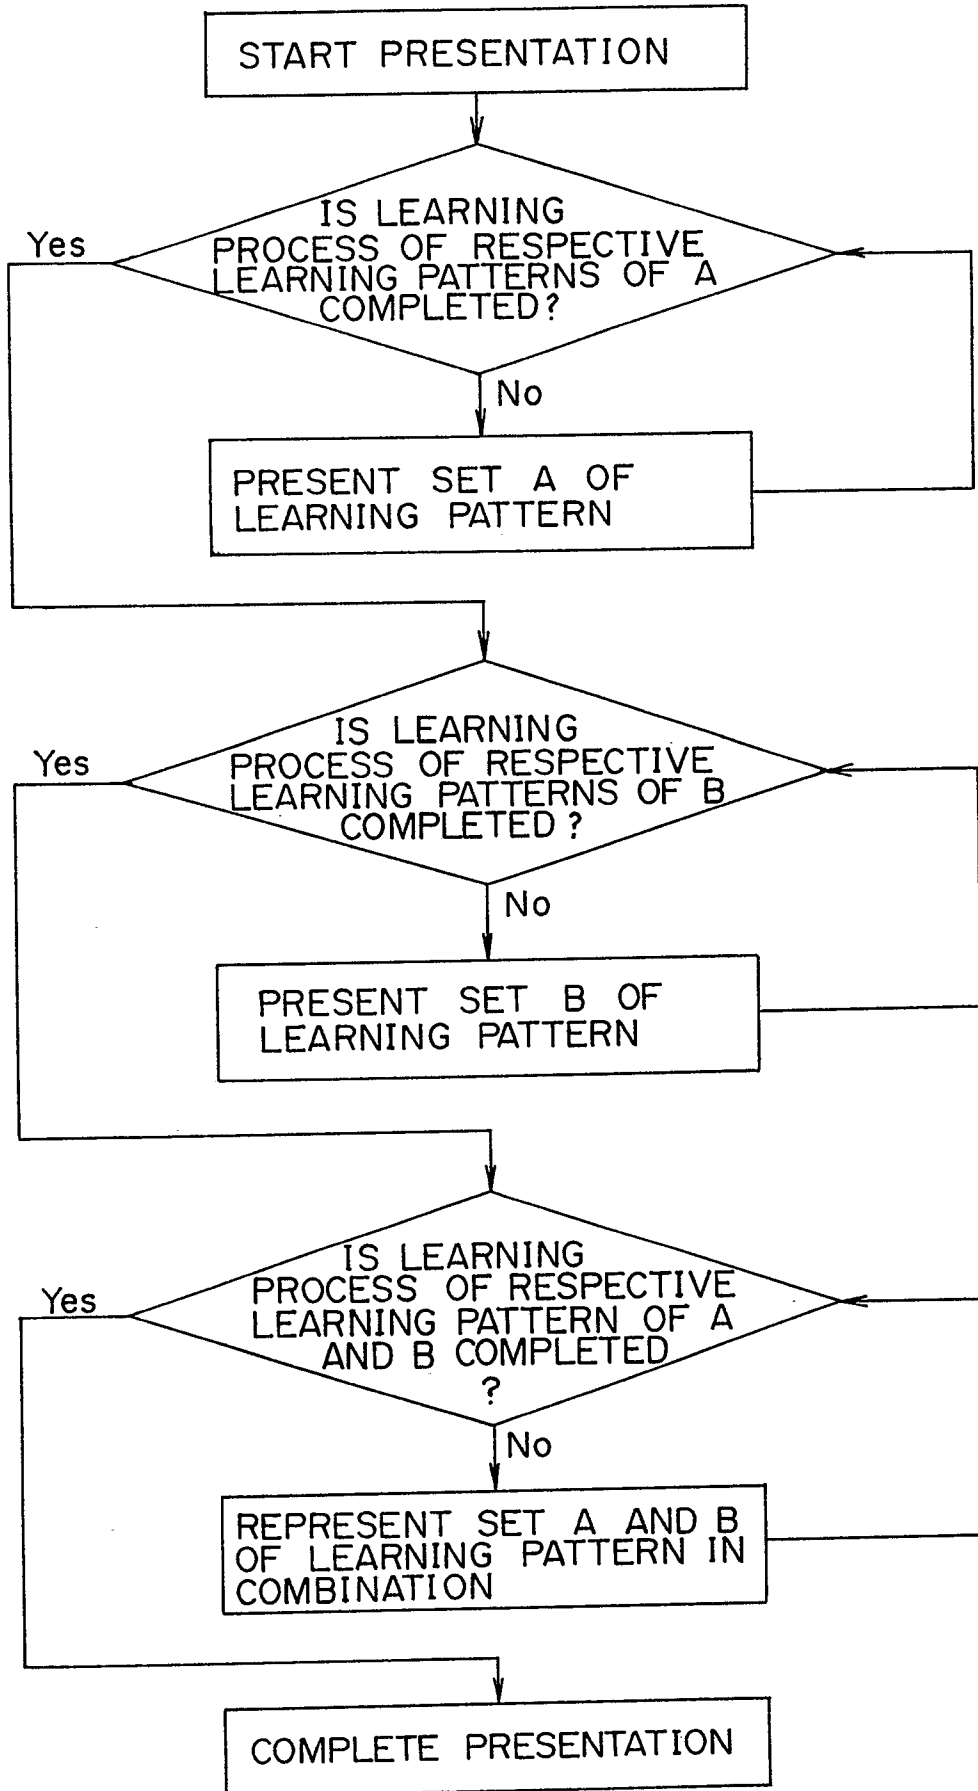 START PRESENTATION
IS LEARNING
PROCESS OF RESPECTIVE
LEARNING PATTERNS OF A
COMPLETED?
Yes
No
PRESENT SET A OF
LEARNING PATTERN
IS LEARNING
PROCESS OF RESPECTIVE
LEARNING PATTERNS OF B
COMPLETED?
Yes
No
PRESENT SET B OF
LEARNING PATTERN
IS LEARNING
PROCESS OF RESPECTIVE
LEARNING PATTERN OF A
AND B COMPLETED
?
Yes
No
REPRESENT SET A AND B
OF LEARNING PATTERN IN
COMBINATION
COMPLETE PRESENTATION